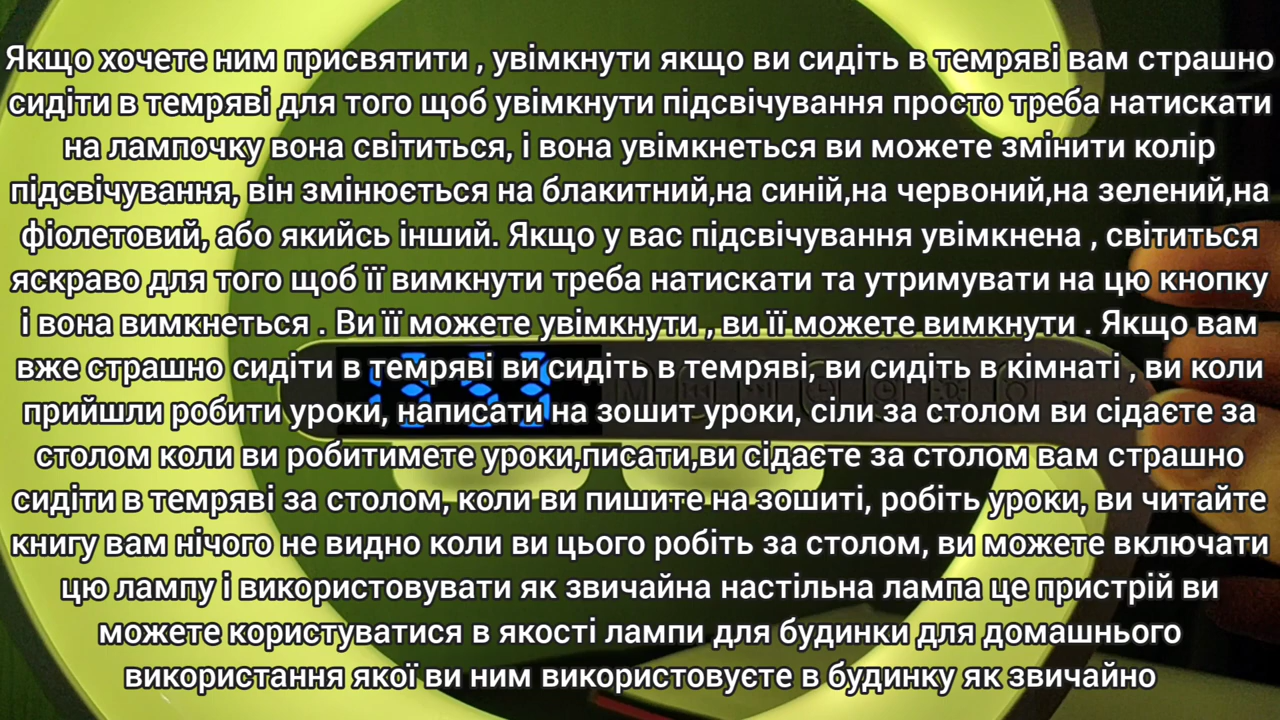 Якщо хочете ним присвятити , увімкнути якщо ви сидіть в темряві вам страшно
сидіти в темряві для того щоб увімкнути підсвічування просто треба натискати
на лампочку вона світиться, і вона увімкнеться ви можете змінити колір
підсвічування, він змінюється на блакитний,на синій,на червоний,на зелений,на
фіолетовий, або якийсь інший. Якщо у вас підсвічування увімкнена , світиться
яскраво для того щоб її вимкнути треба натискати та утримувати на цю кнопку
і вона вимкнеться . Ви її можете увімкнути , ви її можете вимкнути . Якщо вам
вже страшно сидіти в темряві ви сидіть в темряві, ви сидіть в кімнаті , ви коли
прийшли робити уроки, написати на зошит уроки, сіли за столом ви сідаєте за
столом коли ви робитимете уроки,писати,ви сідаєте за столом вам страшно
сидіти в темряві за столом, коли ви пишите на зошиті, робіть уроки, ви читайте
книгу вам нічого не видно коли ви цього робіть за столом, ви можете включати
цю лампу і використовувати як звичайна настільна лампа це пристрій ви
можете користуватися в якості лампи для будинки для домашнього
використання якої ви ним використовуєте в будинку як звичайно